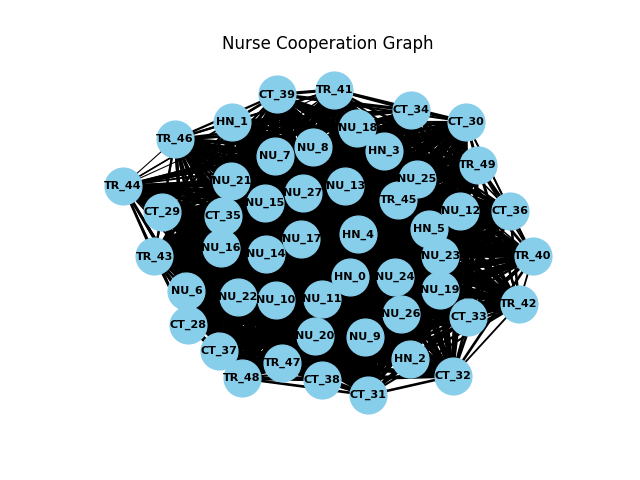 Nurse Cooperation Graph
TR_41
CT_39
CT_34
HN_1
CT_30
NU_18
TR_46
NU_8
HN_3
NU_7
TR_49
NU_25
NU_21
TR_44
NU_13
NU_27
TR_45
NU_15
CT_29
NU_12
CT_36
CT_35
HN_5
HN_4
NU_17
NU_16
NU_14
TR_43
NU_23
TR_40
HN_0
NU_24
NU_6
NU_19
NU_22
NU_10
NU_11
TR_42
NU_26
CT_33
CT_28
NU_20
NU_9
CT_37
HN_2
TR_47
TR_48
CT_38
CT_32
CT_31